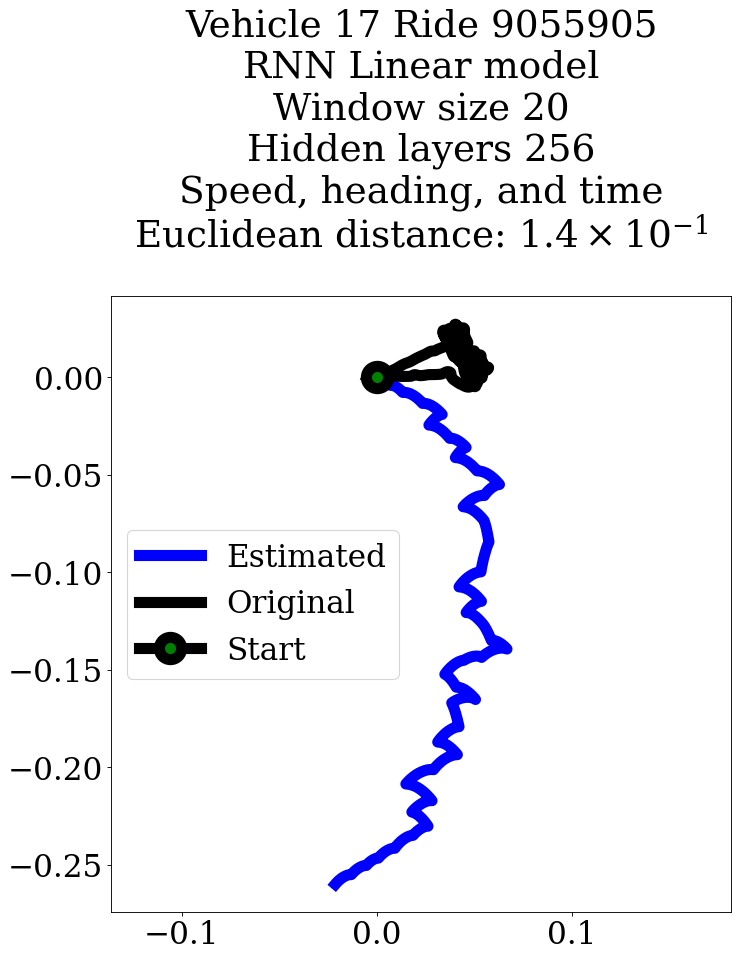 Vehicle 17 Ride 9055905
RNN Linear model
Window size 20
Hidden layers 256
Speed, heading, and time
Euclidean distance: 1.4 × 10⁻¹
0.00
−0.05
−0.10
−0.15
−0.20
−0.25
Estimated
Original
Start
−0.1
0.0
0.1